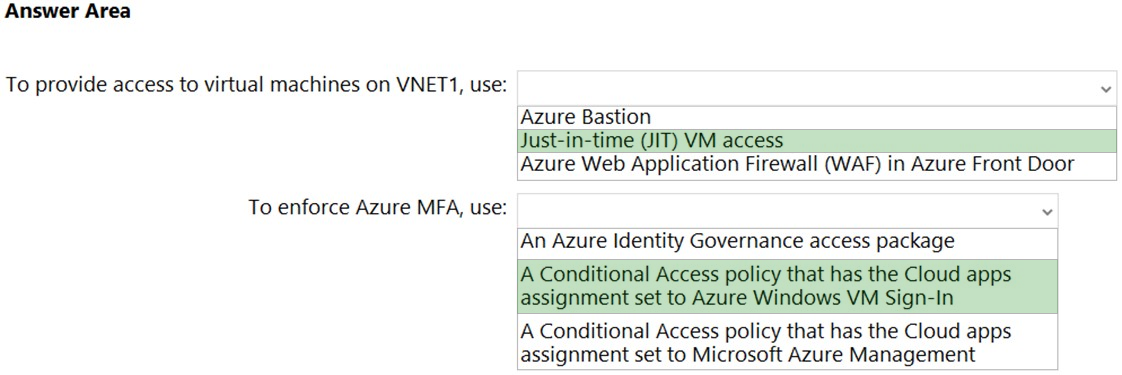 Answer Area
To provide access to virtual machines on VNET1, use:
Azure Bastion
Just-in-time (JIT) VM access
Azure Web Application Firewall (WAF) in Azure Front Door
To enforce Azure MFA, use:
An Azure Identity Governance access package
A Conditional Access policy that has the Cloud apps
assignment set to Azure Windows VM Sign-In
A Conditional Access policy that has the Cloud apps
assignment set to Microsoft Azure Management